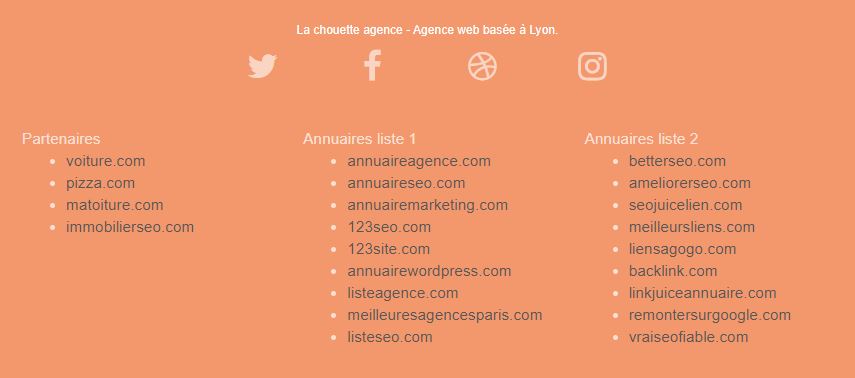 La chouette agence - Agence web basée à Lyon.
Partenaires
voiture.com
pizza.com
matoiture.com
immobilierseo.com
Annuaires liste 1
annuaireagence.com
annuaireseo.com
annuairemarketing.com
123seo.com
123site.com
annuairewordpress.com
listeagence.com
meilleuresagencesparis.com
listeseo.com
Annuaires liste 2
betterseo.com
ameliorerseo.com
seojuicelien.com
meilleursliens.com
liensagogo.com
backlink.com
linkjuiceannuaire.com
remontersurgoogle.com
vraiseofiable.com